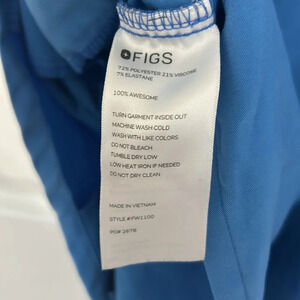 FIGS
72% POLYESTER 21% VISCOSE
7% ELASTANE
100% AWESOME
TURN GARMENT INSIDE OUT
MACHINE WASH COLD
WASH WITH LIKE COLORS
DO NOT BLEACH
TUMBLE DRY LOW
LOW HEAT IRON IF NEEDED
DO NOT DRY CLEAN
MADE IN VIETNAM
STYLE #FW1100
PO# 2678